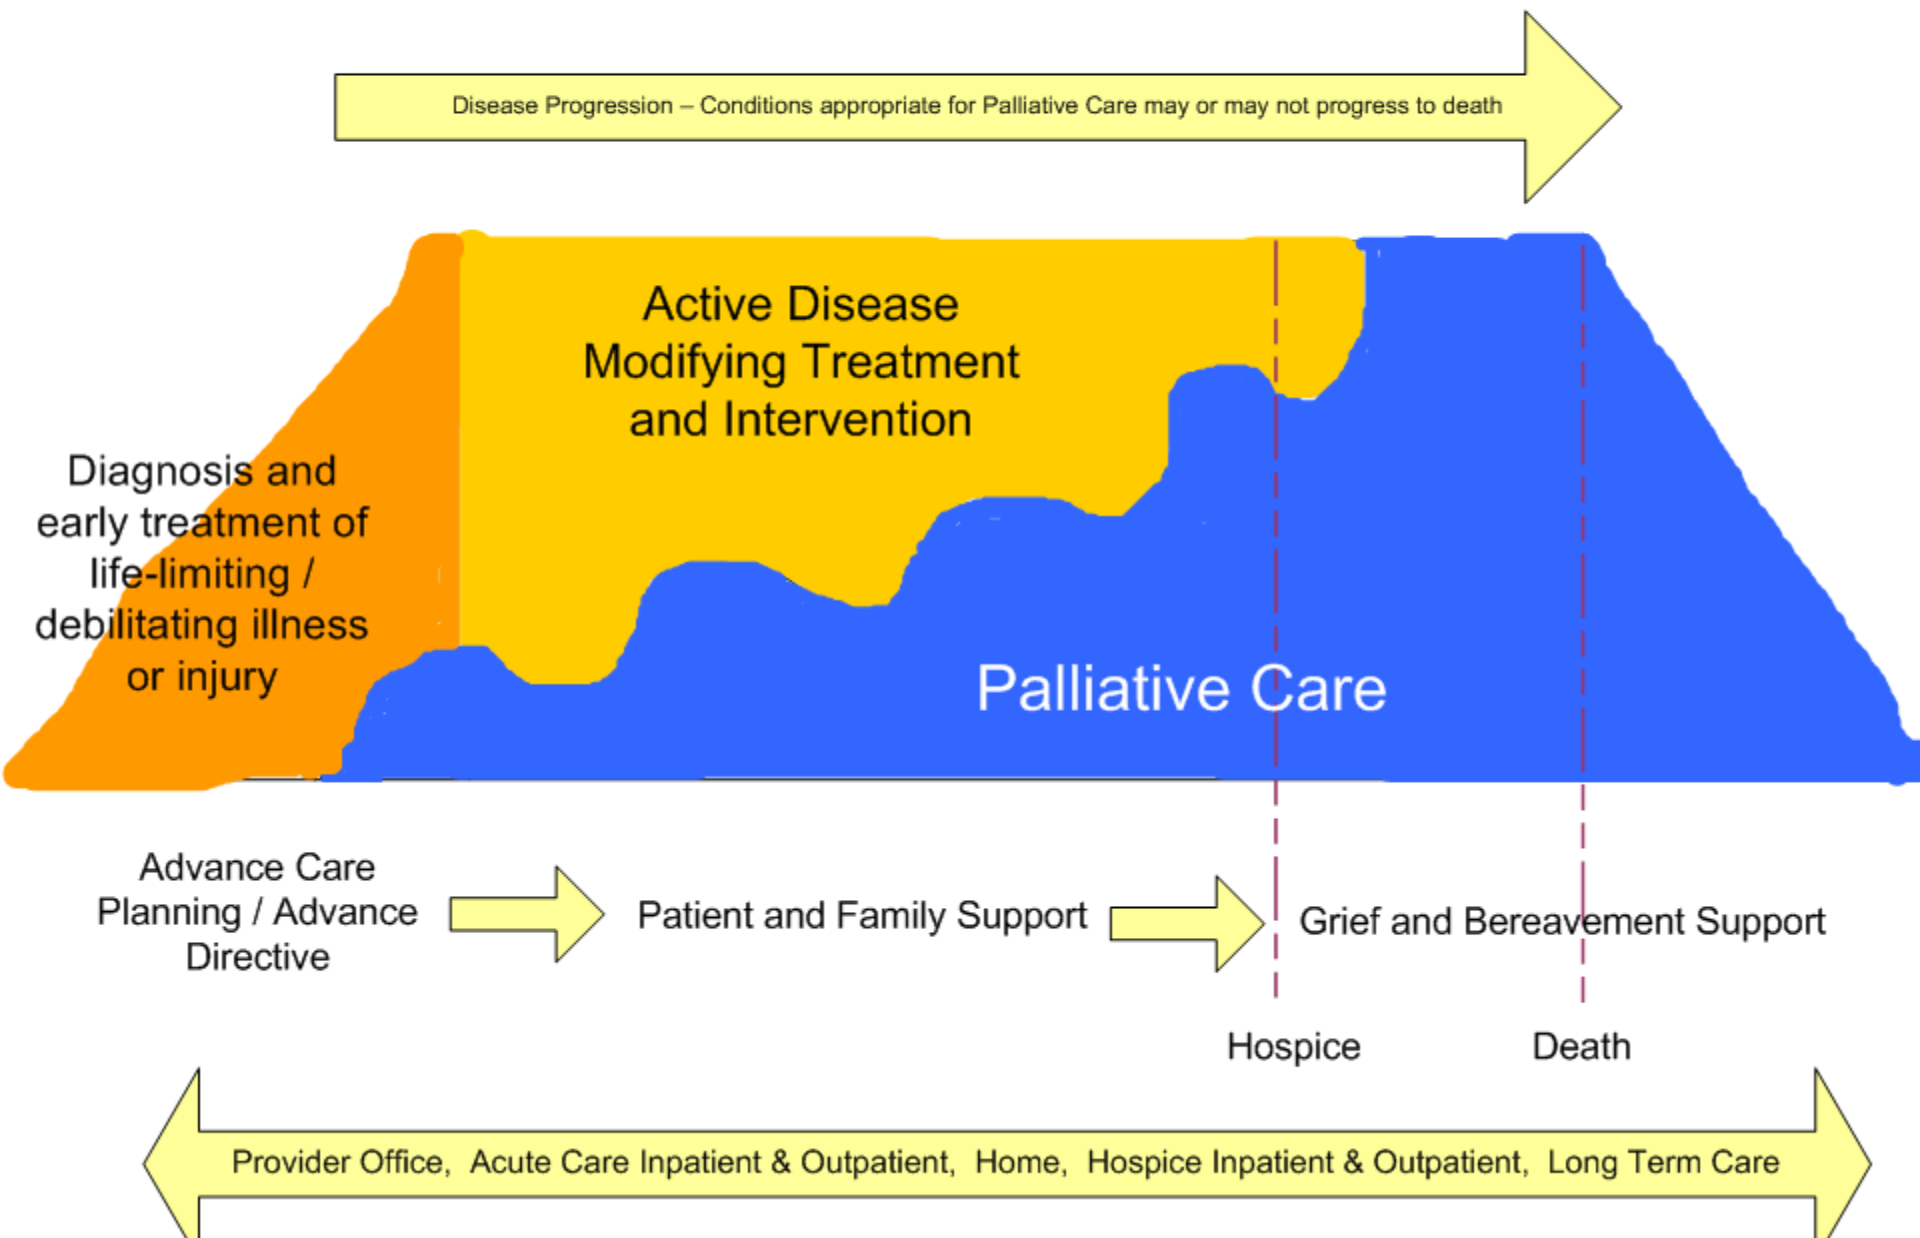 Disease Progression – Conditions appropriate for Palliative Care may or may not progress to death
Active Disease
Modifying Treatment
and Intervention
Diagnosis and
early treatment of
life-limiting /
debilitating illness
or injury
Palliative Care
Advance Care
Planning / Advance
Directive
Patient and Family Support
Grief and Bereavement Support
Hospice
Death
Provider Office, Acute Care Inpatient & Outpatient, Home, Hospice Inpatient & Outpatient, Long Term Care